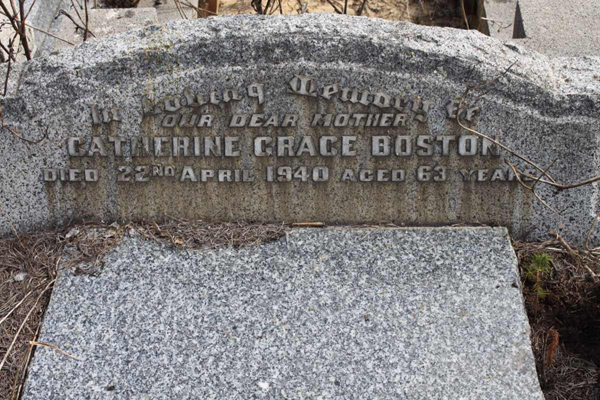 In Loving Memory of
OUR DEAR MOTHER
CATHERINE GRACE BOSTON
DIED 22ND APRIL 1940 AGED 63 YEARS